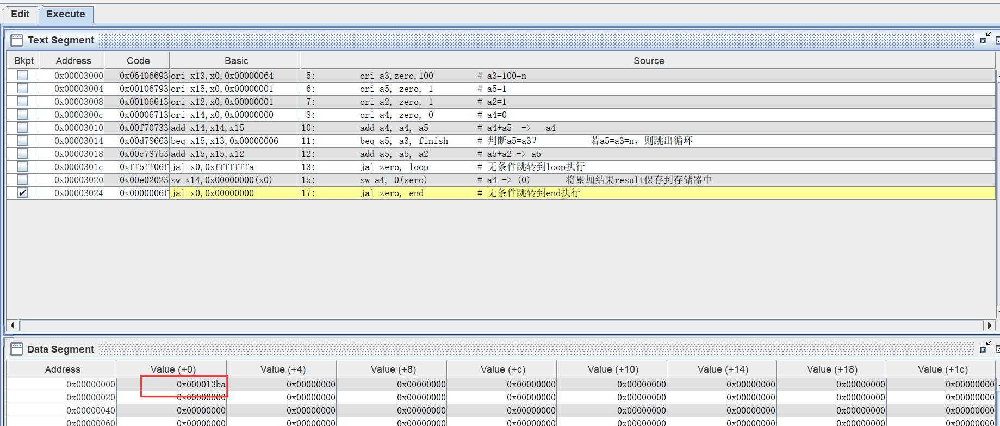 Edit Execute
Text Segment
Bkpt Address Code Basic Source
0x00003000 0x06406693 ori x13,x0,0x00000064 5: ori a3,zero,100 # a3=100=n
0x00003004 0x00106793 ori x15,x0,0x00000001 6: ori a5, zero, 1 # a5=1
0x00003008 0x00106613 ori x12,x0,0x00000001 7: ori a2, zero, 1 # a2=1
0x0000300c 0x00006713 ori x14,x0,0x00000000 8: ori a4, zero, 0 # a4=0
0x00003010 0x00f70733 add x14,x14,x15 10: add a4, a4, a5 # a4+a5 -> a4
0x00003014 0x00d78663 beq x15,x13,0x00000006 11: beq a5, a3, finish # 判断a5=a3? 若a5=a3=n，则跳出循环
0x00003018 0x00c787b3 add x15,x15,x12 12: add a5, a5, a2 # a5+a2 -> a5
0x0000301c 0xff5ff06f jal x0,0xfffffffa 13: jal zero, loop # 无条件跳转到loop执行
0x00003020 0x00e02023 sw x14,0x00000000(x0) 15: sw a4, 0(zero) # a4 -> (0) 将累加结果result保存到存储器中
0x00003024 0x0000006f jal x0,0x00000000 17: jal zero, end # 无条件跳转到end执行
Data Segment
Address Value (+0) Value (+4) Value (+8) Value (+c) Value (+10) Value (+14) Value (+18) Value (+1c)
0x00000000 0x000013ba 0x00000000 0x00000000 0x00000000 0x00000000 0x00000000 0x00000000 0x00000000
0x00000020 0x00000000 0x00000000 0x00000000 0x00000000 0x00000000 0x00000000 0x00000000 0x00000000
0x00000040 0x00000000 0x00000000 0x00000000 0x00000000 0x00000000 0x00000000 0x00000000 0x00000000
0x00000060 0x00000000 0x00000000 0x00000000 0x00000000 0x00000000 0x00000000 0x00000000 0x00000000